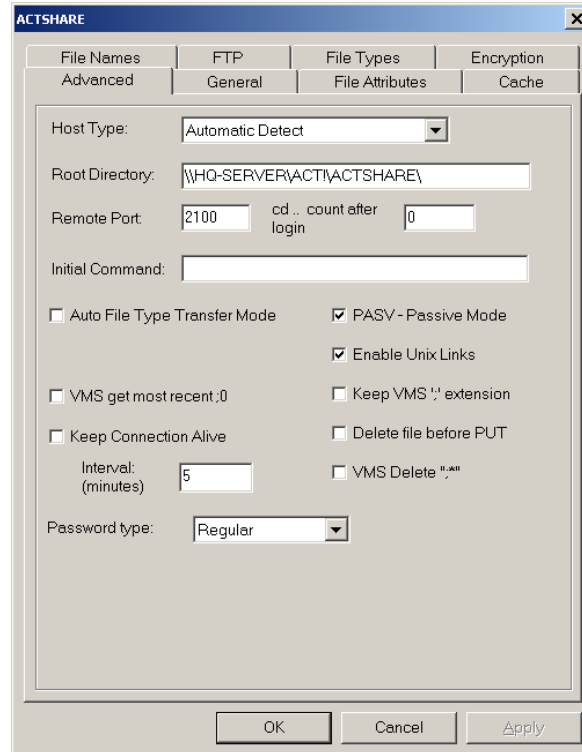 ACTSHARE
File Names FTP File Types Encryption
Advanced General File Attributes Cache
Host Type: Automatic Detect
Root Directory: \\HQ-SERVER\ACT!\ACTSHARE\
Remote Port: 2100 cd .. count after login 0
Initial Command:
Auto File Type Transfer Mode PASV - Passive Mode
Enable Unix Links
VMS get most recent ;0 Keep VMS ';' extension
Keep Connection Alive Delete file before PUT
Interval: (minutes) 5 VMS Delete ";*"
Password type: Regular
OK Cancel Apply